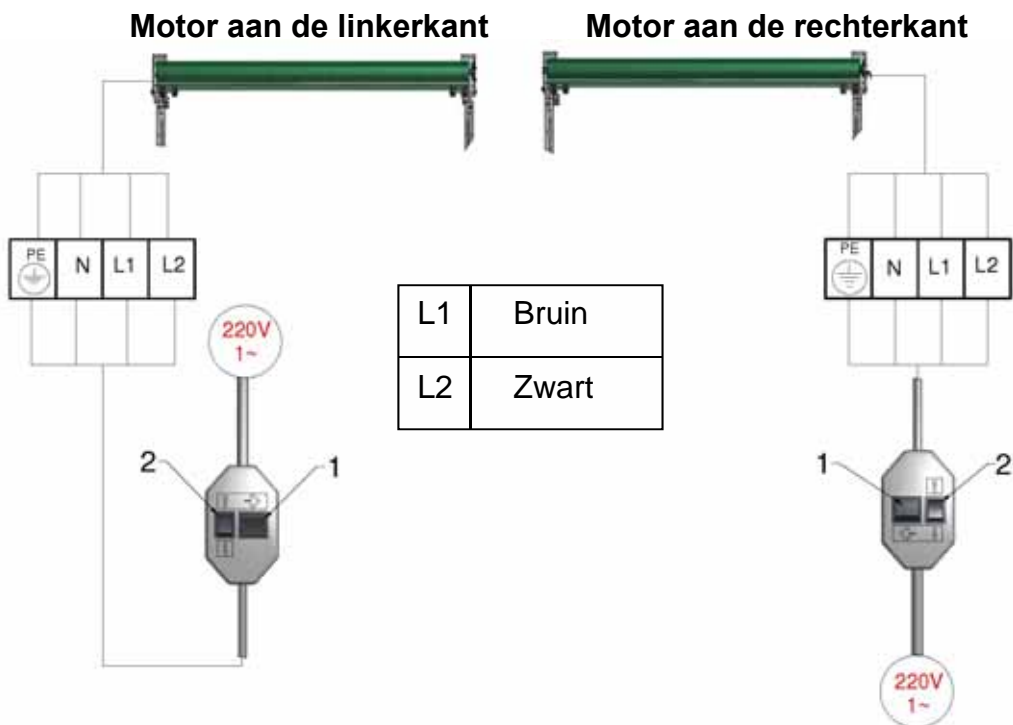 Motor aan de linkerkant
Motor aan de rechterkant
PE N L1 L2
PE N L1 L2
L1 Bruin
L2 Zwart
220V
1~
2 1
1 2
220V
1~